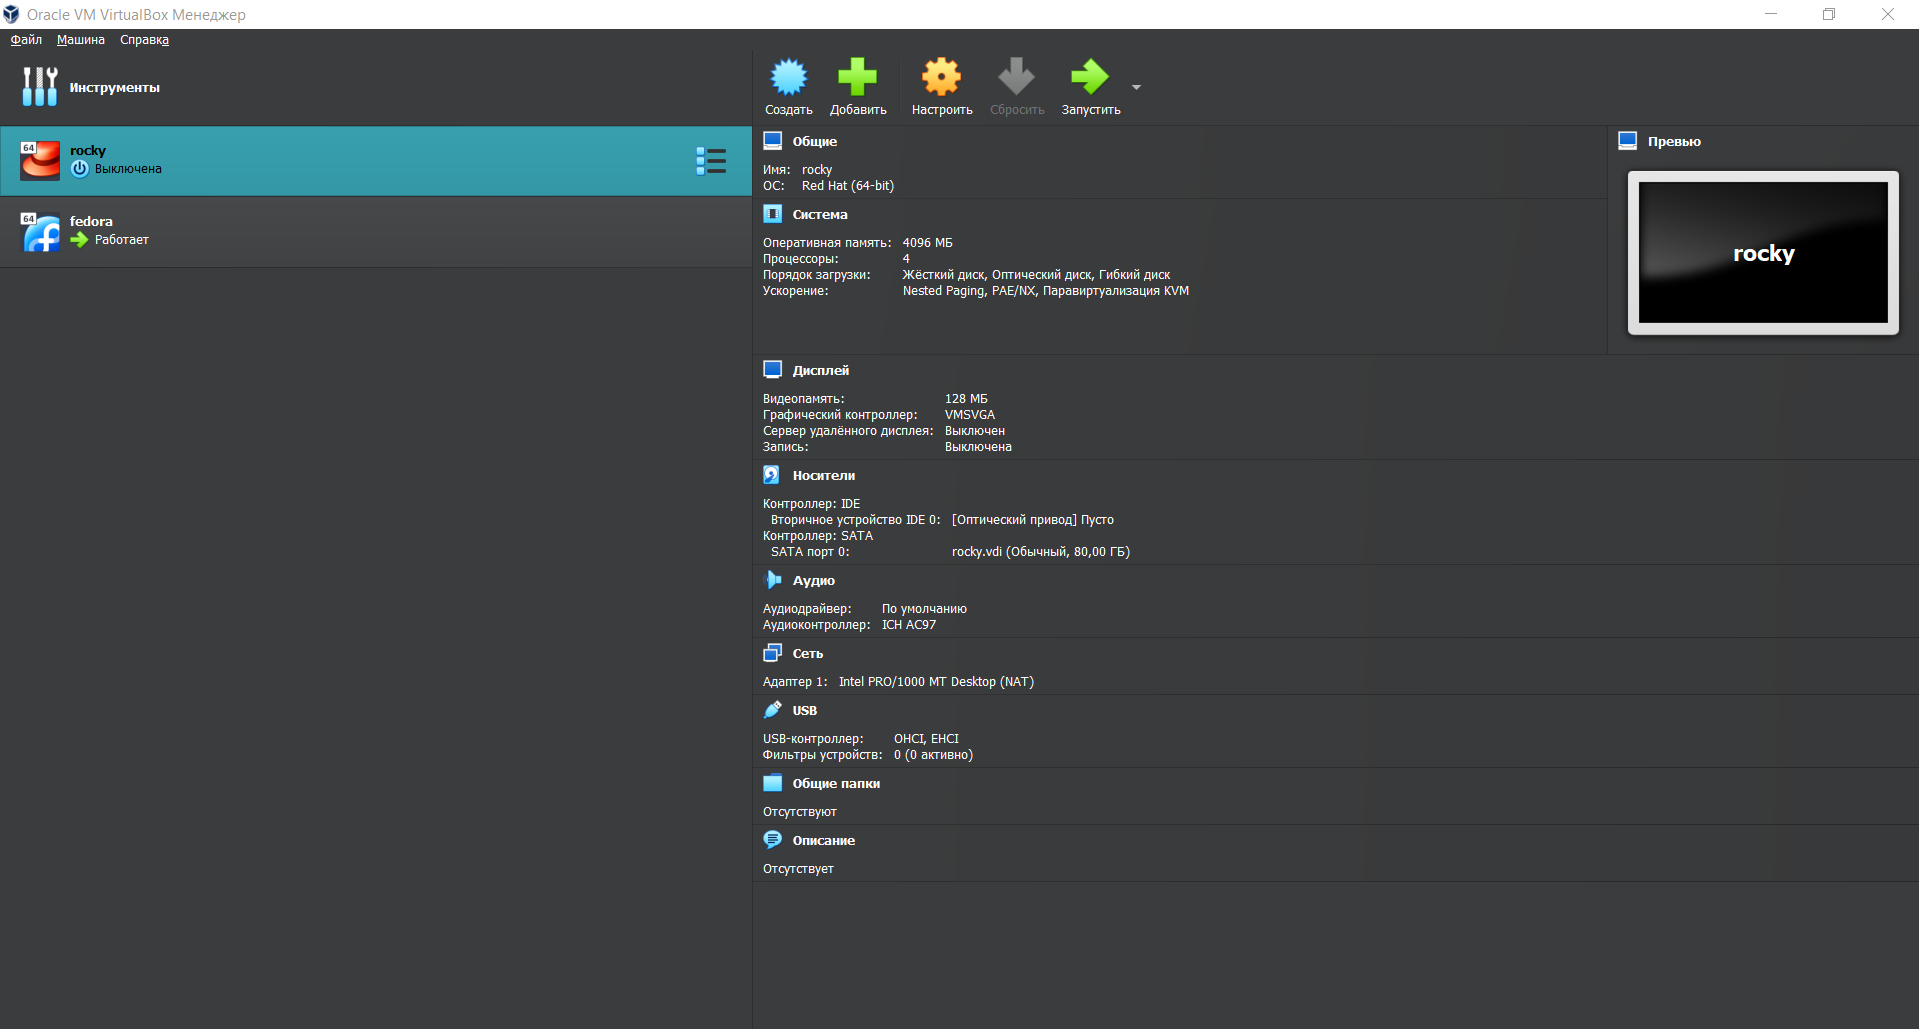 Oracle VM VirtualBox Менеджер
Файл Машина Справка
Инструменты
64
rocky
Выключена
64
fedora
Работает
Создать Добавить Настроить Сбросить Запустить
Общие
Имя: rocky
ОС: Red Hat (64-bit)
Превью
rocky
Система
Оперативная память: 4096 МБ
Процессоры: 4
Порядок загрузки: Жёсткий диск, Оптический диск, Гибкий диск
Ускорение: Nested Paging, PAE/NX, Паравиртуализация KVM
Дисплей
Видеопамять: 128 МБ
Графический контроллер: VMSVGA
Сервер удалённого дисплея: Выключен
Запись: Выключена
Носители
Контроллер: IDE
Вторичное устройство IDE 0: [Оптический привод] Пусто
Контроллер: SATA
SATA порт 0: rocky.vdi (Обычный, 80,00 ГБ)
Аудио
Аудиодрайвер: По умолчанию
Аудиоконтроллер: ICH AC97
Сеть
Адаптер 1: Intel PRO/1000 MT Desktop (NAT)
USB
USB-контроллер: OHCI, EHCI
Фильтры устройств: 0 (0 активно)
Общие папки
Отсутствуют
Описание
Отсутствует